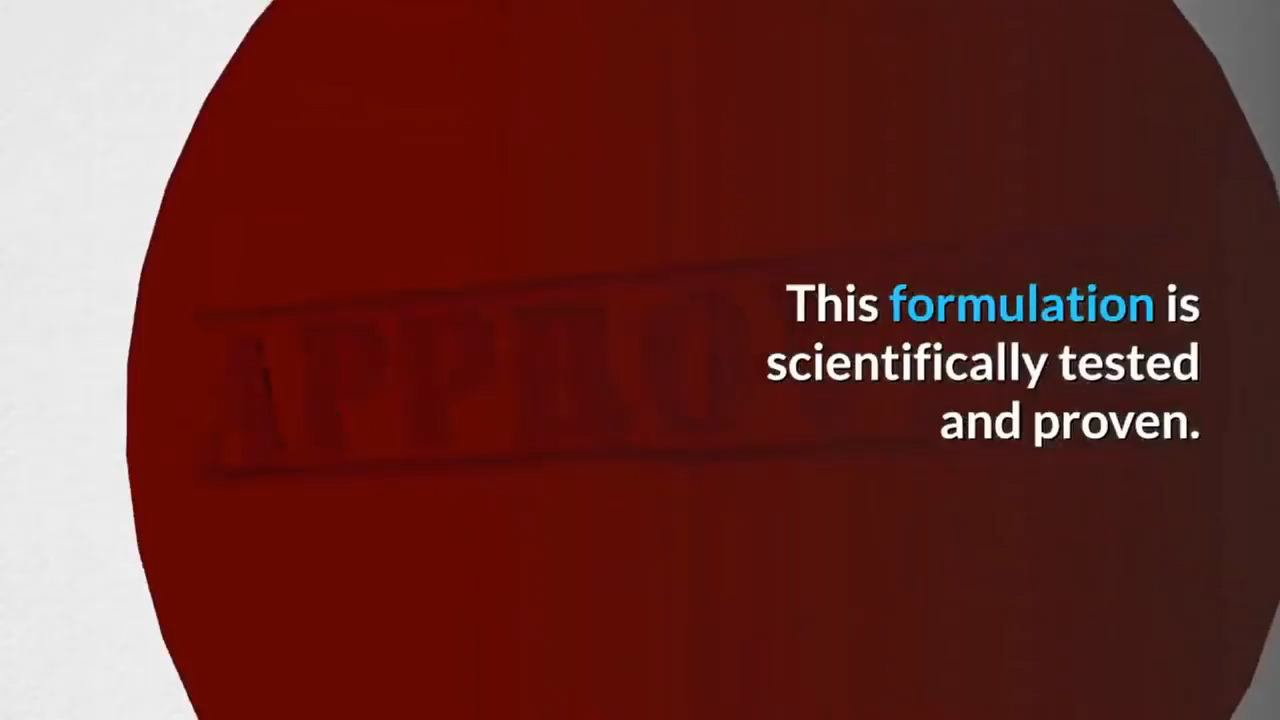 This formulation is
scientifically tested
and proven.